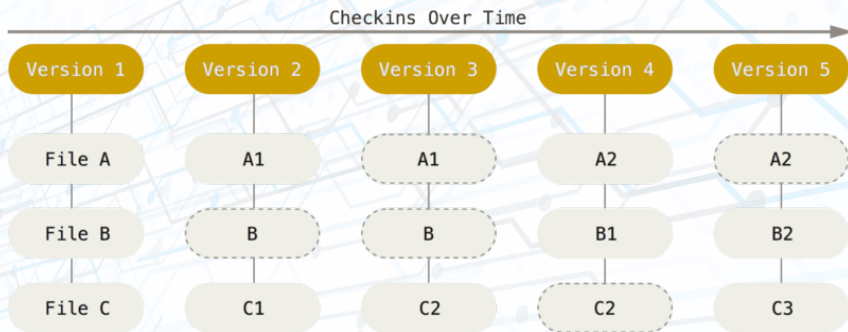 Checkins Over Time
Version 1 Version 2 Version 3 Version 4 Version 5
File A A1 A1 A2 A2
File B B B B1 B2
File C C1 C2 C2 C3